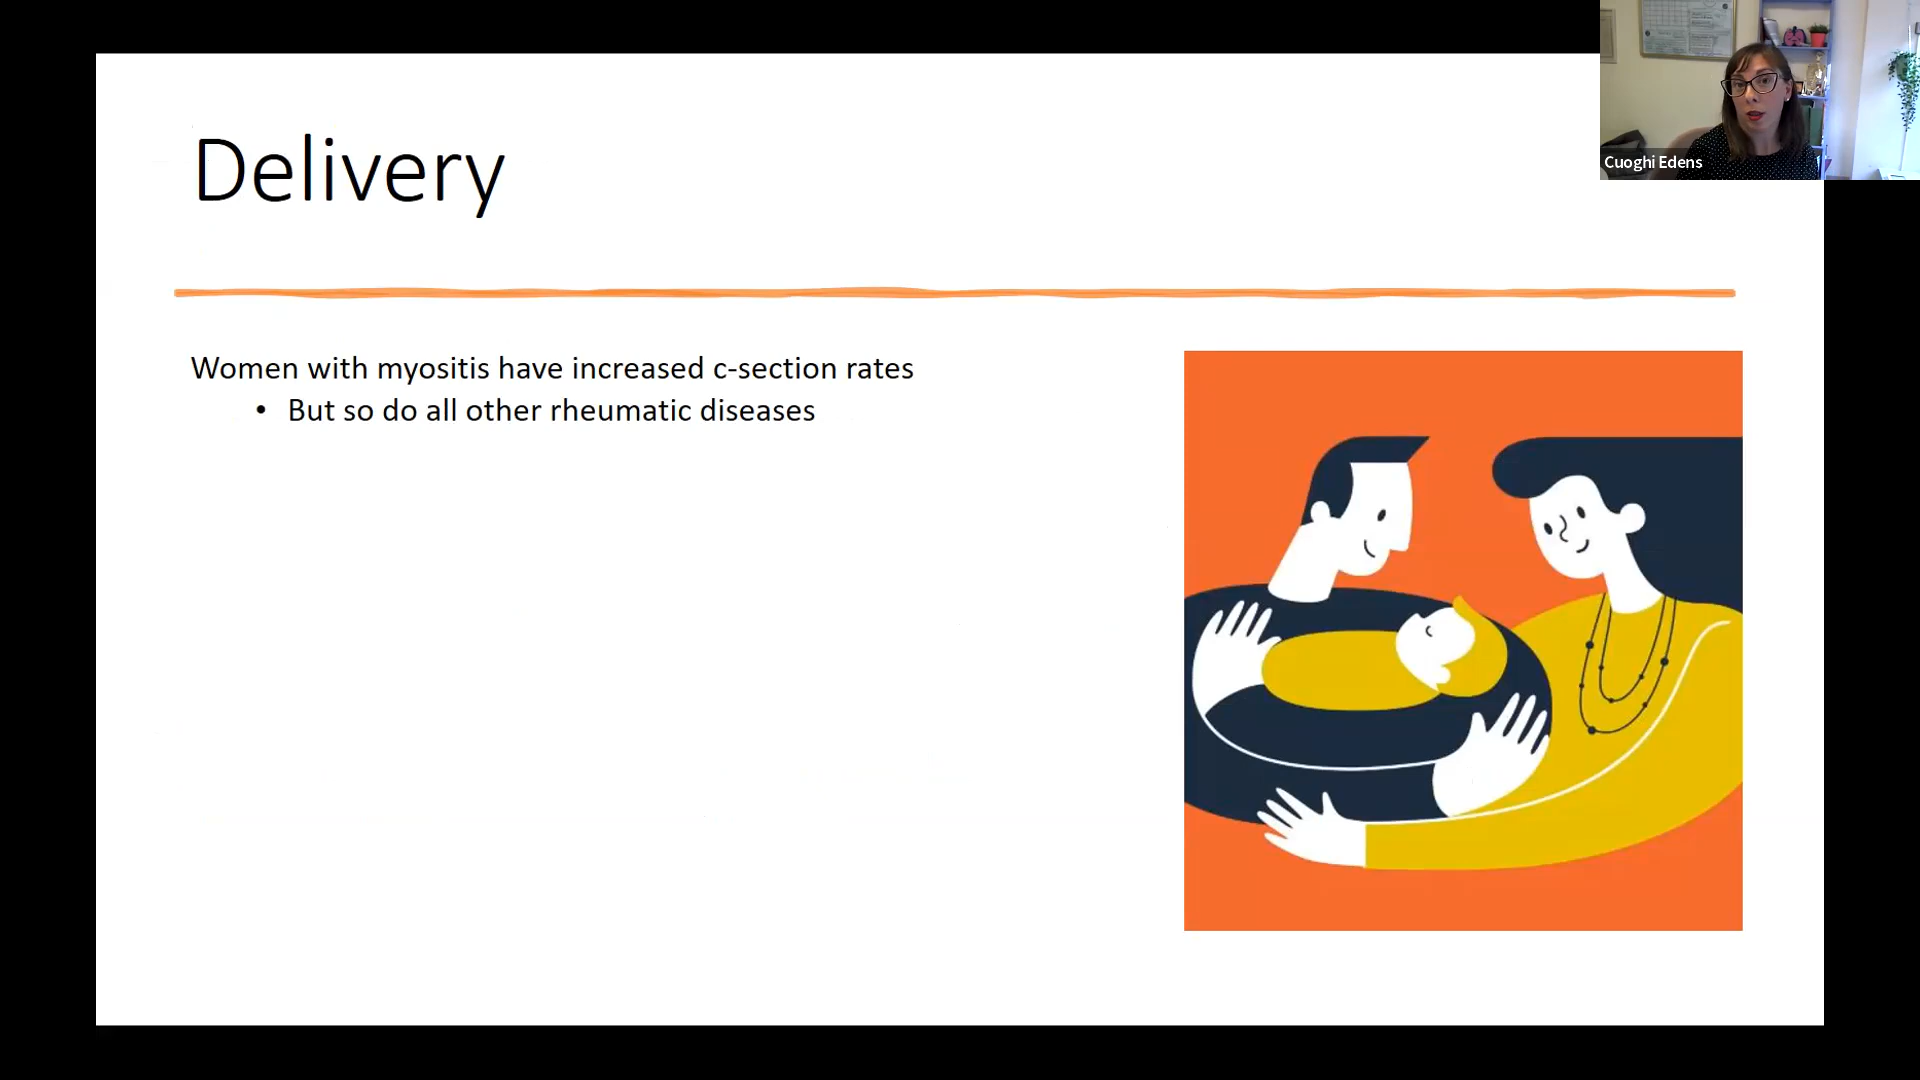 Delivery
Cuoghi Edens
Women with myositis have increased c-section rates
• But so do all other rheumatic diseases